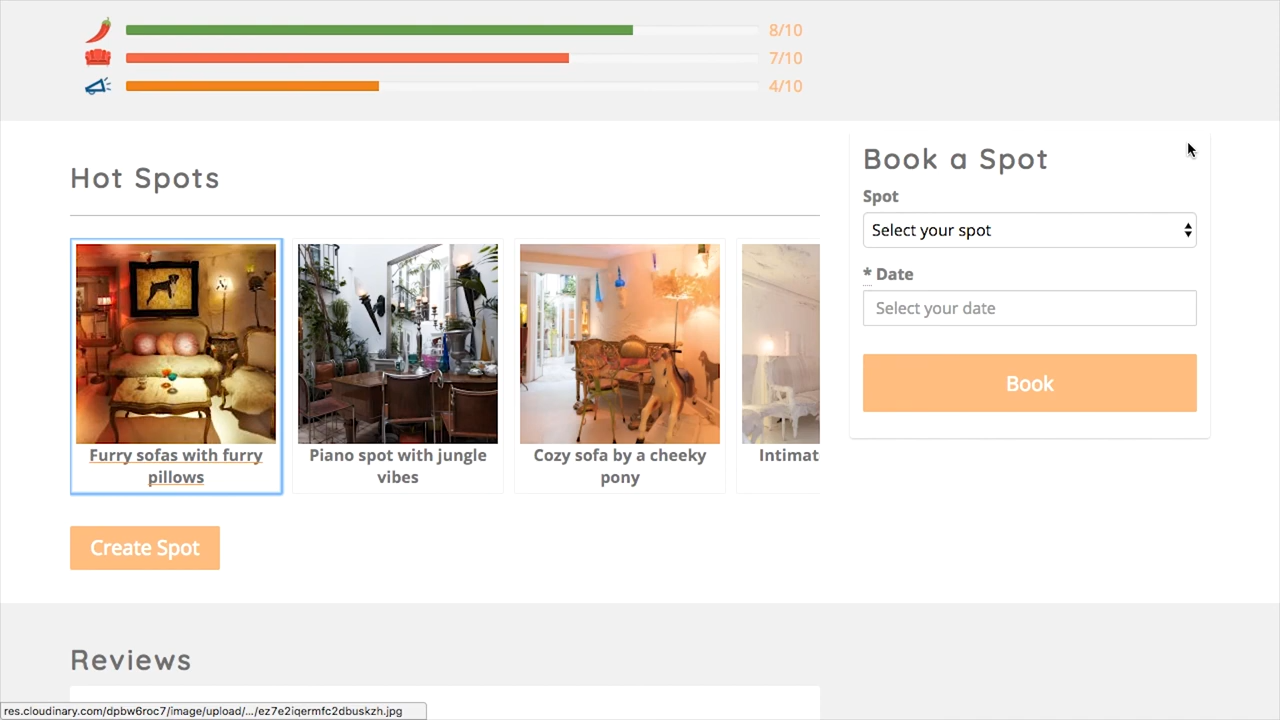 8/10
7/10
4/10
Hot Spots
Furry sofas with furry
pillows
Piano spot with jungle
vibes
Cozy sofa by a cheeky
pony
Intimat
Create Spot
Book a Spot
Spot
Select your spot
* Date
Select your date
Book
Reviews
res.cloudinary.com/dpbw6roc7/image/upload/.../ez7e2iqermfc2dbuskzh.jpg